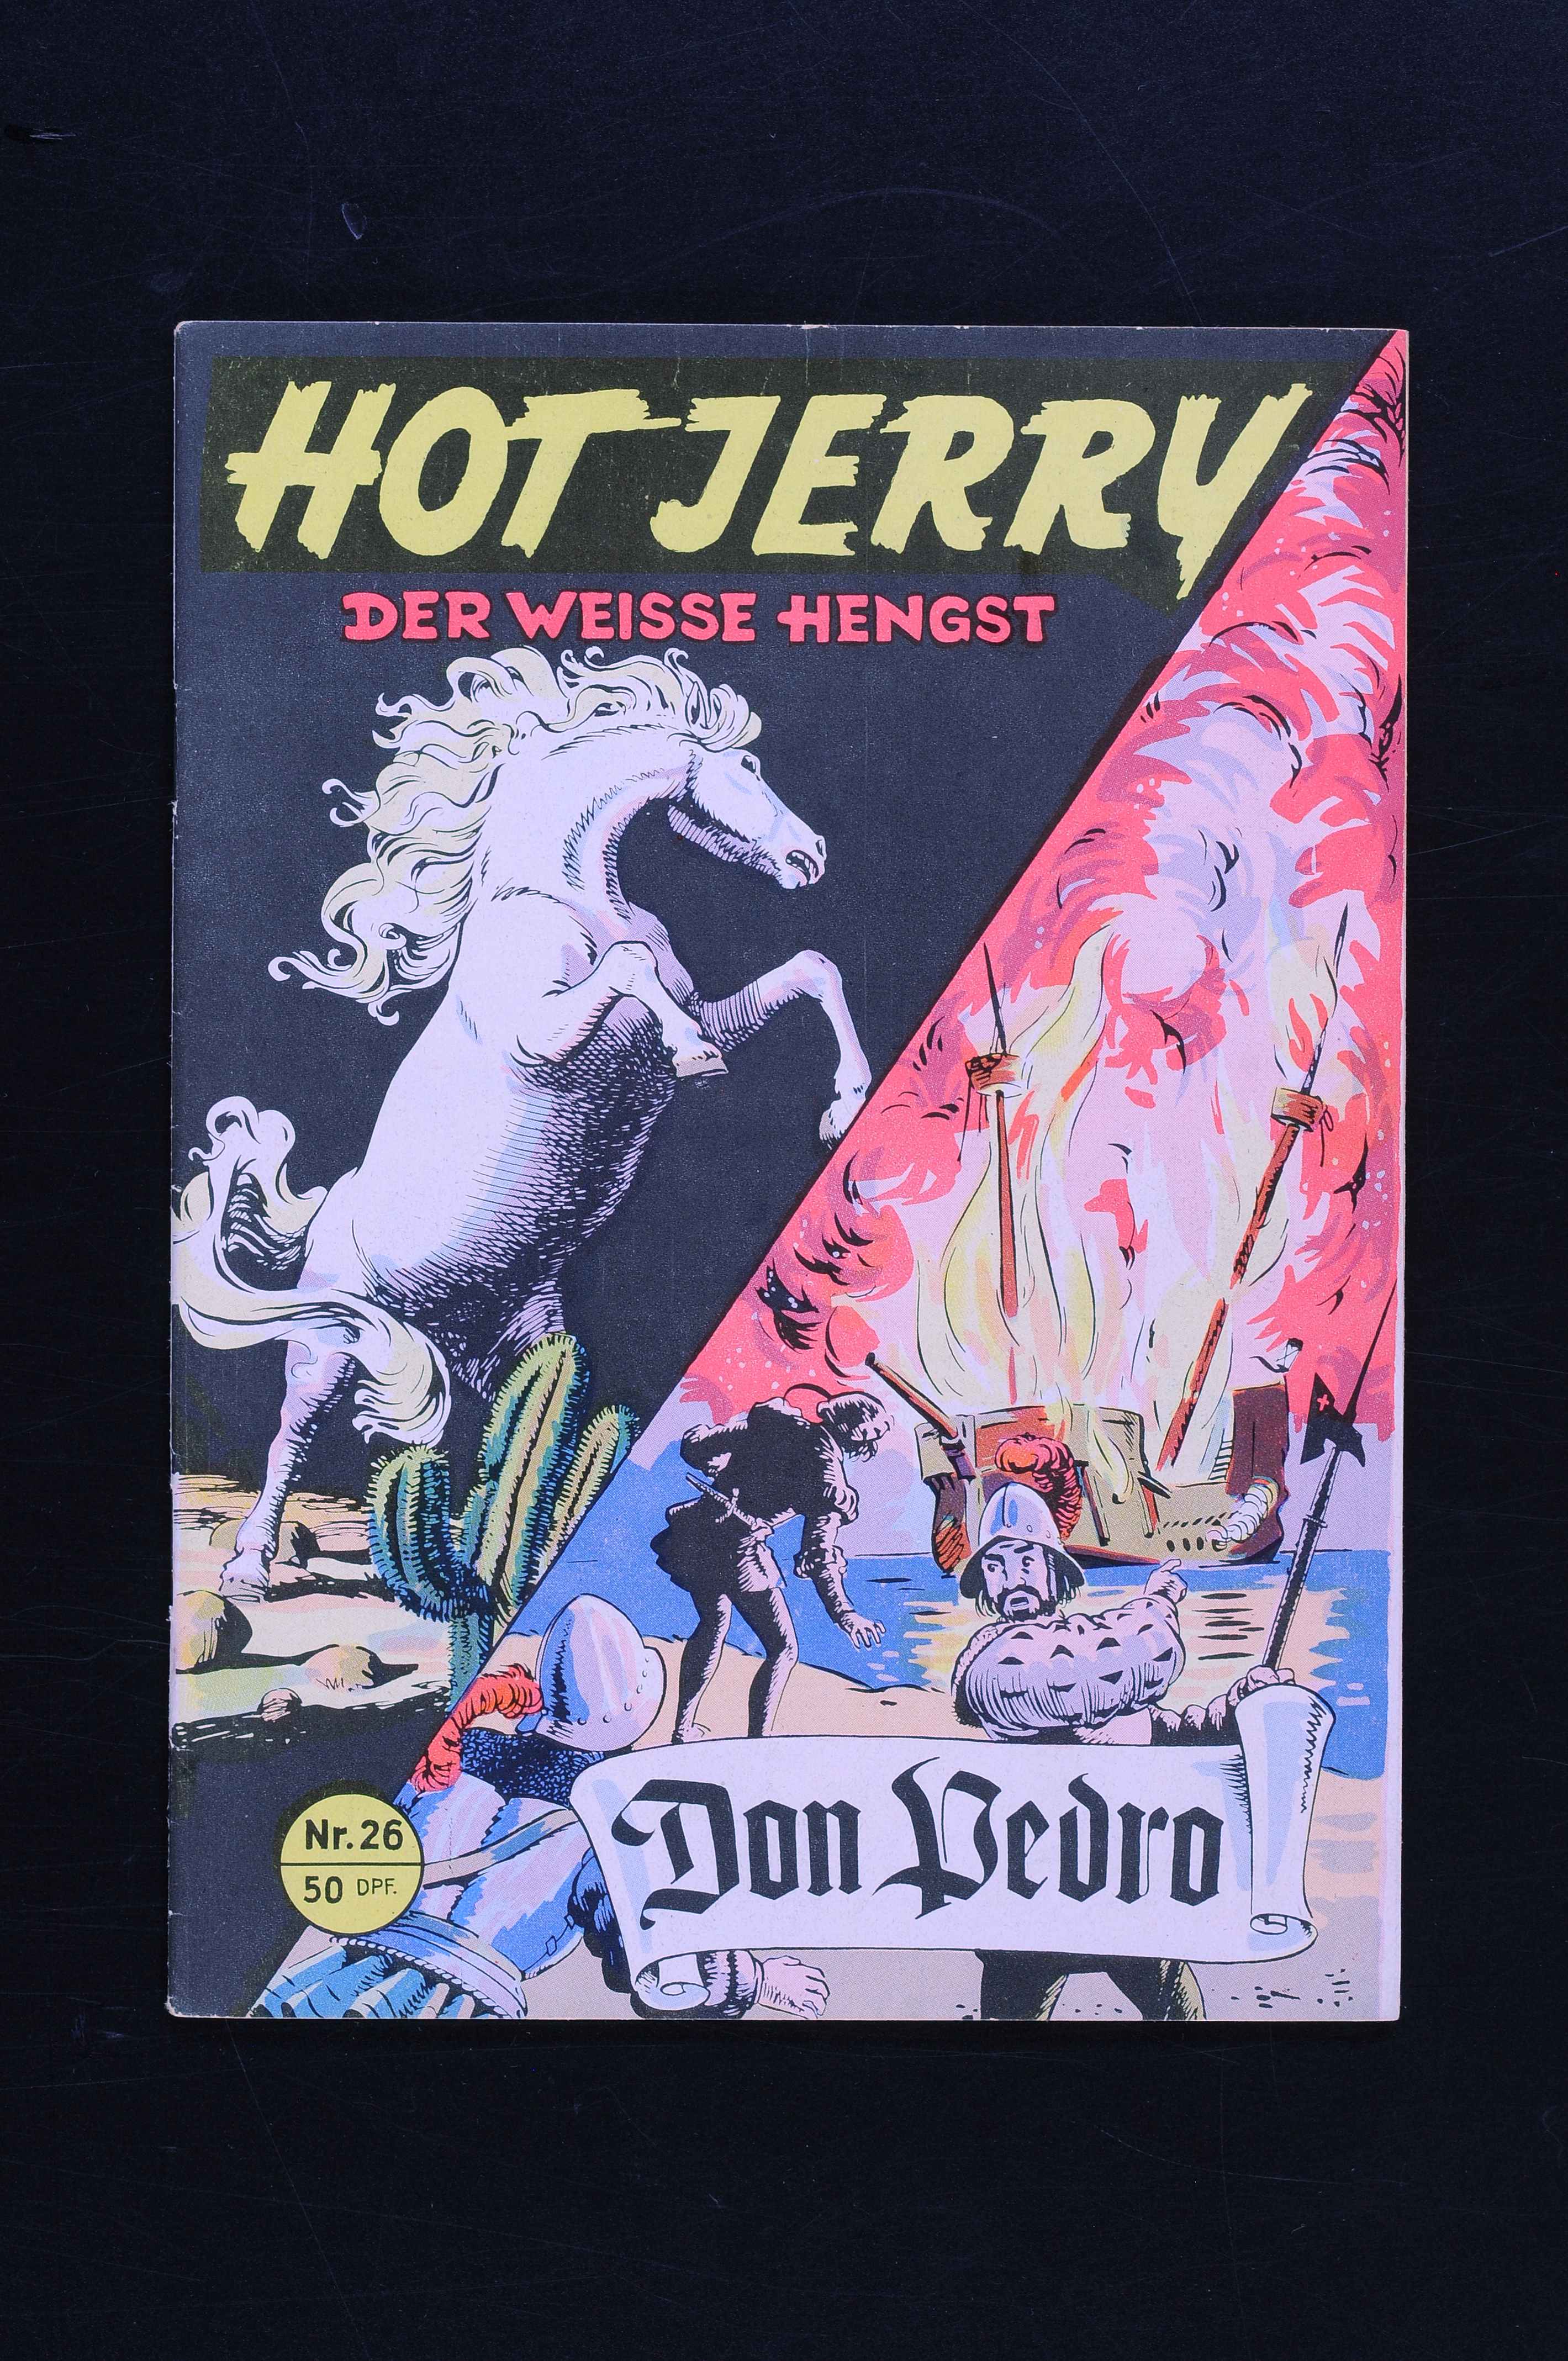 HOT JERRY
DER WEISSE HENGST
Nr. 26
50 DPF.
Don Pedro